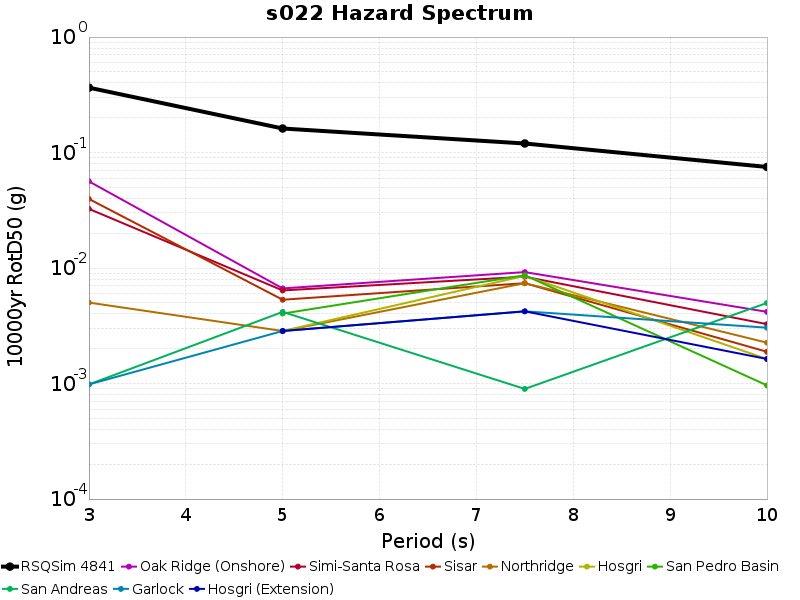 s022 Hazard Spectrum
10000yr RotD50 (g)
10^0
10^-1
10^-2
10^-3
10^-4
3 4 5 6 7 8 9 10
Period (s)
RSQSim 4841 Oak Ridge (Onshore) Simi-Santa Rosa Sisar Northridge Hosgri San Pedro Basin
San Andreas Garlock Hosgri (Extension)